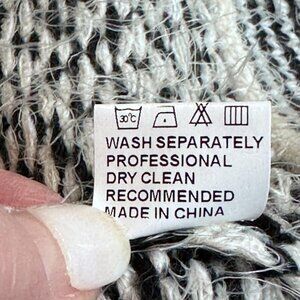 30°C
WASH SEPARATELY
PROFESSIONAL
DRY CLEAN
RECOMMENDED
MADE IN CHINA